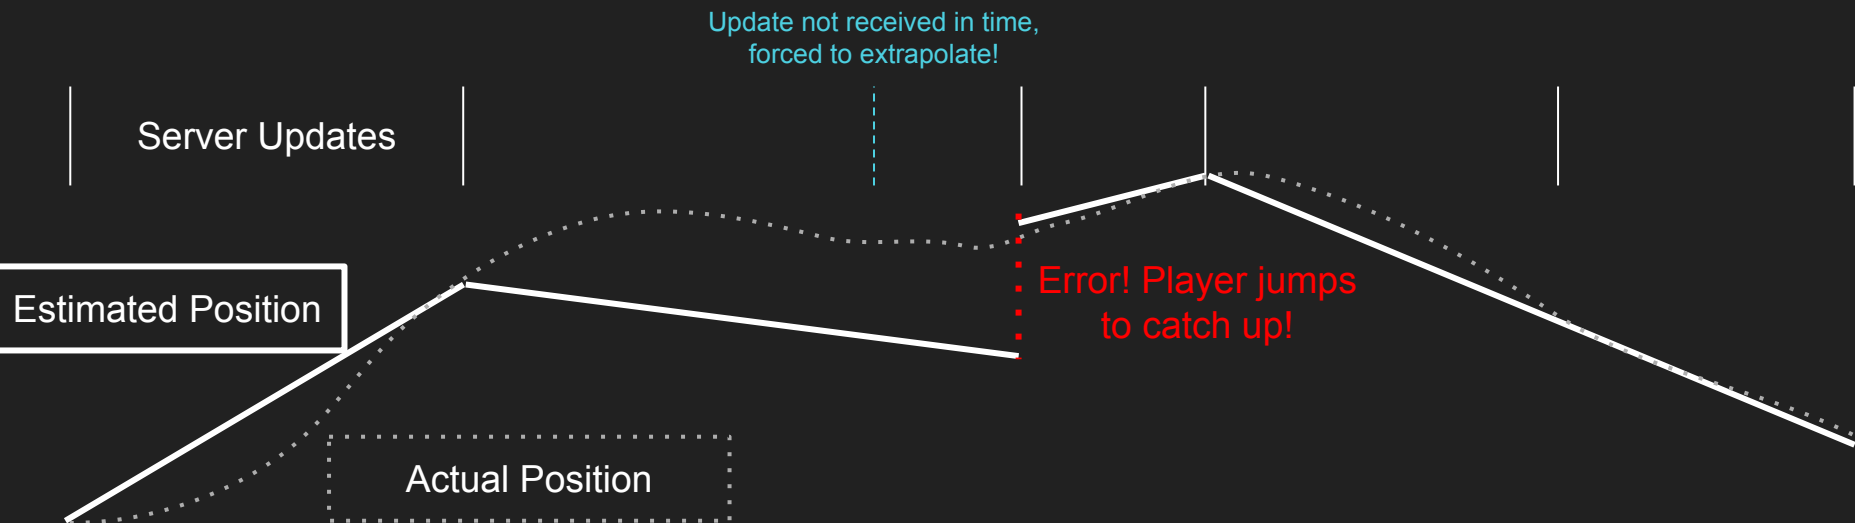 Update not received in time,
forced to extrapolate!
Server Updates
Estimated Position
Error! Player jumps
to catch up!
Actual Position